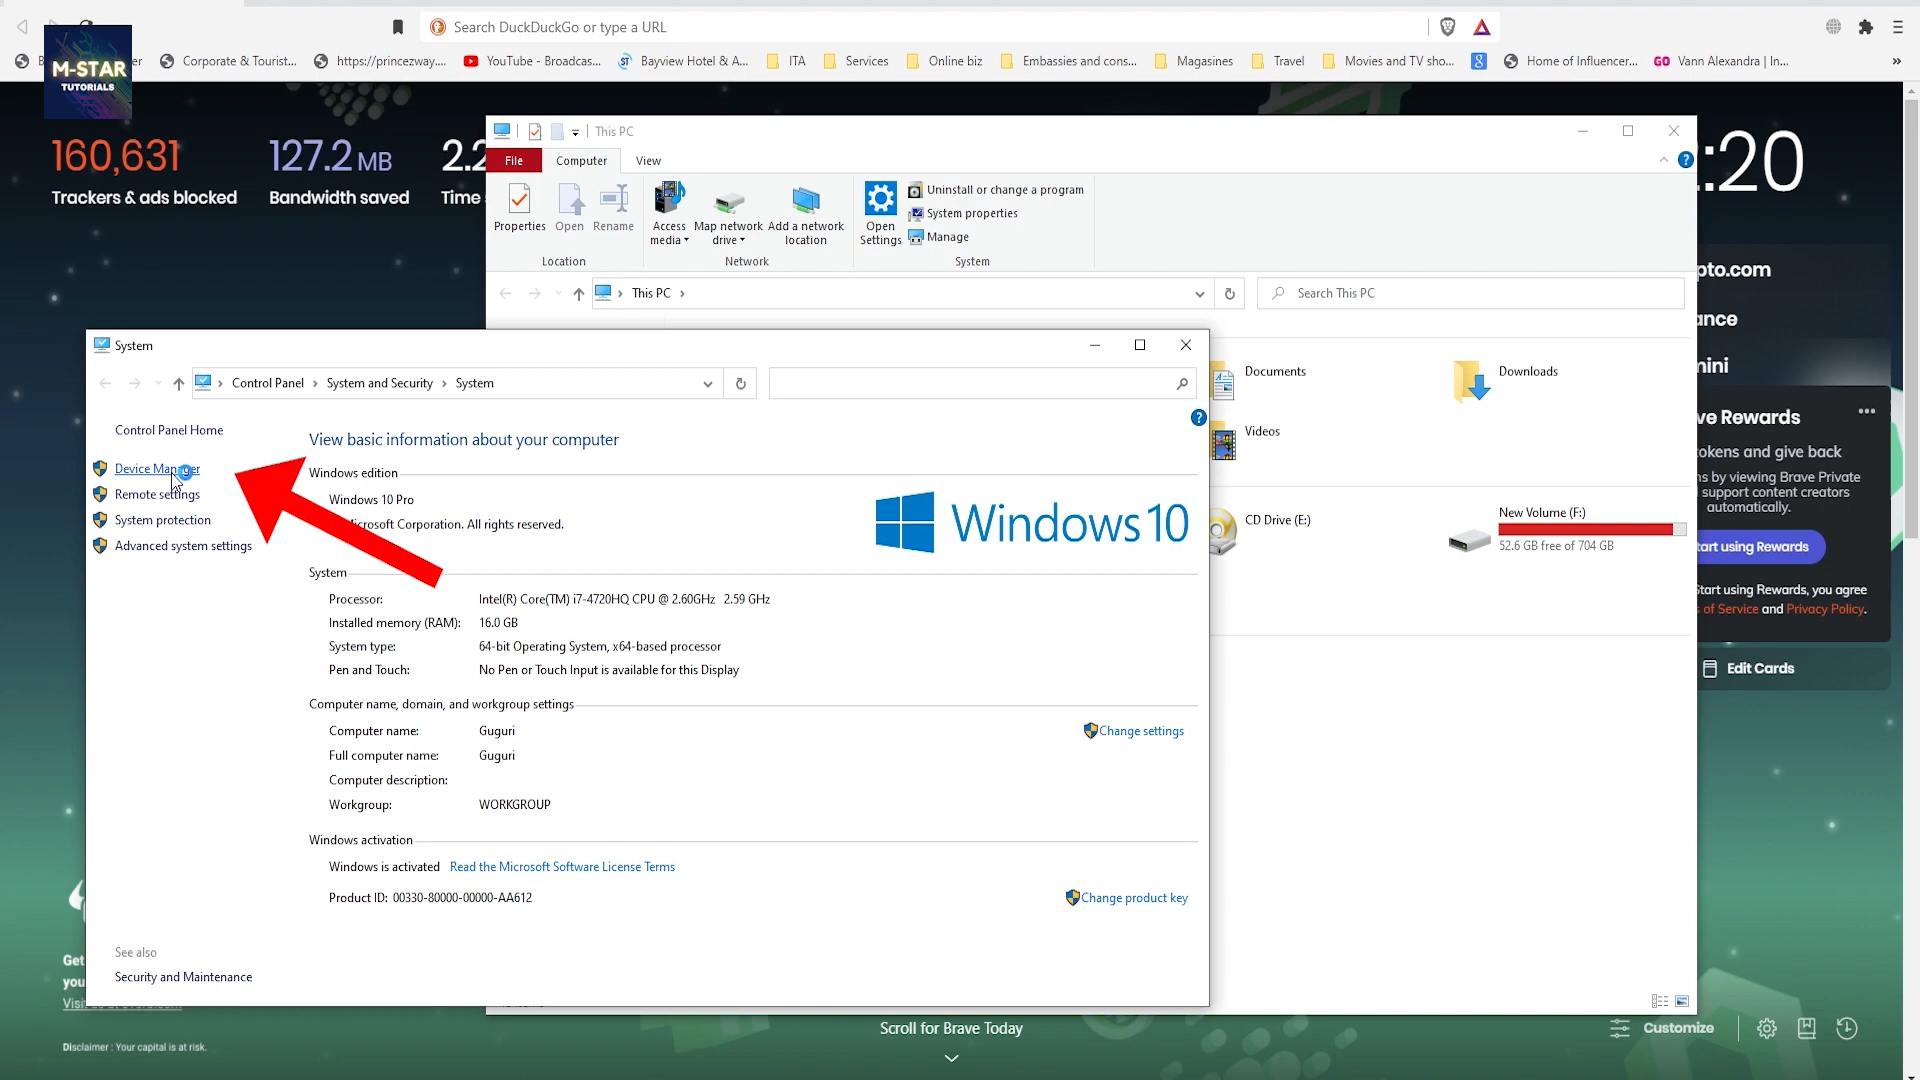 Search DuckDuckGo or type a URL
Corporate & Tourist...
https://princezway....
YouTube - Broadcas...
Bayview Hotel & A...
ITA
Services
Online biz
Embassies and cons...
Magasines
Travel
Movies and TV sho...
Home of Influencer...
GO Vann Alexandra | In...
»
M-STAR
TUTORIALS
160,631
Trackers & ads blocked
127.2 MB
Bandwidth saved
2.2
Time
:20
This PC
File
Computer
View
Properties
Open
Rename
Location
Access media
Map network drive
Add a network location
Network
Open Settings
Uninstall or change a program
System properties
Manage
System
This PC
Search This PC
Documents
Downloads
Videos
CD Drive (E:)
New Volume (F:)
52.6 GB free of 704 GB
System
Control Panel > System and Security > System
Control Panel Home
Device Manager
Remote settings
System protection
Advanced system settings
View basic information about your computer
Windows edition
Windows 10 Pro
Microsoft Corporation. All rights reserved.
Windows 10
System
Processor: Intel(R) Core(TM) i7-4720HQ CPU @ 2.60GHz 2.59 GHz
Installed memory (RAM): 16.0 GB
System type: 64-bit Operating System, x64-based processor
Pen and Touch: No Pen or Touch Input is available for this Display
Computer name, domain, and workgroup settings
Computer name: Guguri
Change settings
Full computer name: Guguri
Computer description:
Workgroup: WORKGROUP
Windows activation
Windows is activated Read the Microsoft Software License Terms
Product ID: 00330-80000-00000-AA612
Change product key
See also
Security and Maintenance
pto.com
ance
mini
ve Rewards
tokens and give back
s by viewing Brave Private
support content creators
automatically.
Start using Rewards
Start using Rewards, you agree
s of Service and Privacy Policy.
Edit Cards
Get
you
Disclaimer : Your capital is at risk.
Scroll for Brave Today
Customize